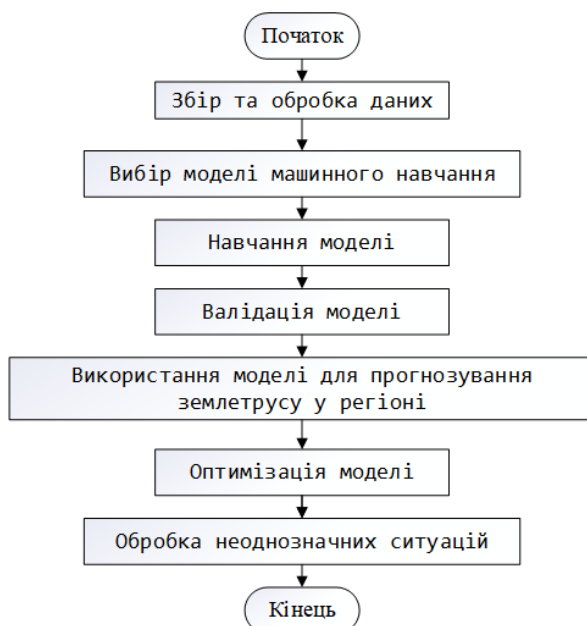 Початок
Збір та обробка даних
Вибір моделі машинного навчання
Навчання моделі
Валідація моделі
Використання моделі для прогнозування
землетрусу у регіоні
Оптимізація моделі
Обробка неоднозначних ситуацій
Кінець